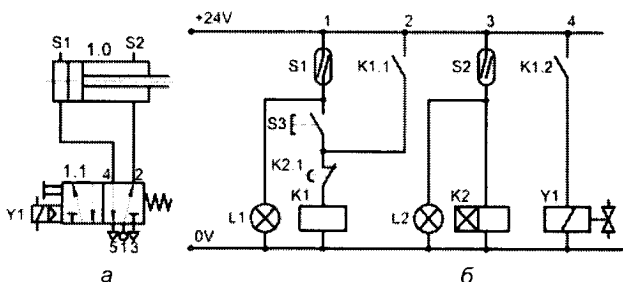 S1 S2
1.0
1.1 4 2
Y1
5 1 3
а
+24V
1 2 3 4
S1 K1.1 S2 K1.2
S3
K2.1
K1 K2 Y1
L1 L2
0V
б